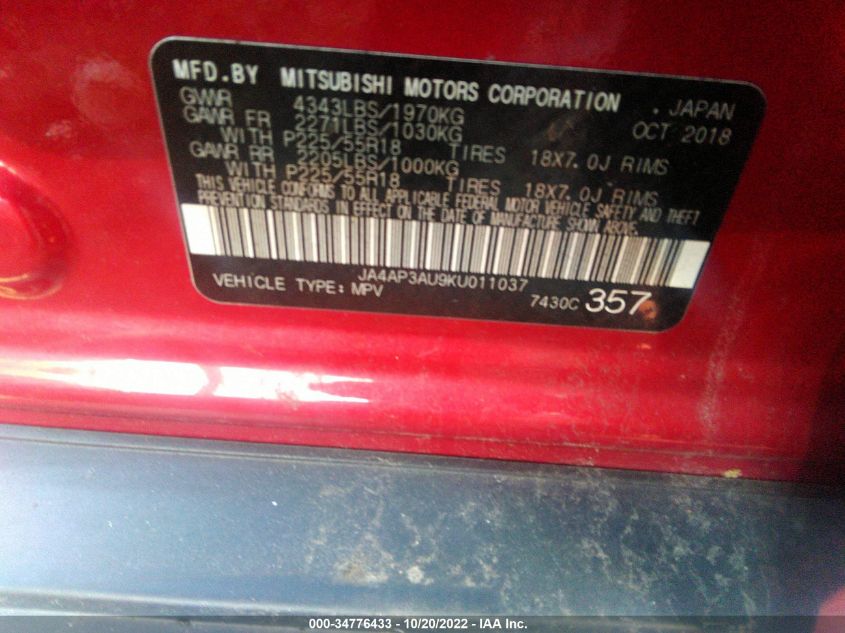 MFD.BY MITSUBISHI MOTORS CORPORATION , JAPAN
GVWR 4343LBS/1970KG OCT 2018
GAWR FR 2271LBS/1030KG
WITH P225/55R18 TIRES 18X7.0J RIMS
GAWR RR 2205LBS/1000KG
WITH P225/55R18 TIRES 18X7.0J RIMS
THIS VEHICLE CONFORMS TO ALL APPLICABLE FEDERAL MOTOR VEHICLE SAFETY AND THEFT
PREVENTION STANDARDS IN EFFECT ON THE DATE OF MANUFACTURE SHOWN ABOVE.
JA4AP3AU9KU011037
VEHICLE TYPE: MPV 7430C 357
000-34776433 - 10/20/2022 - IAA Inc.